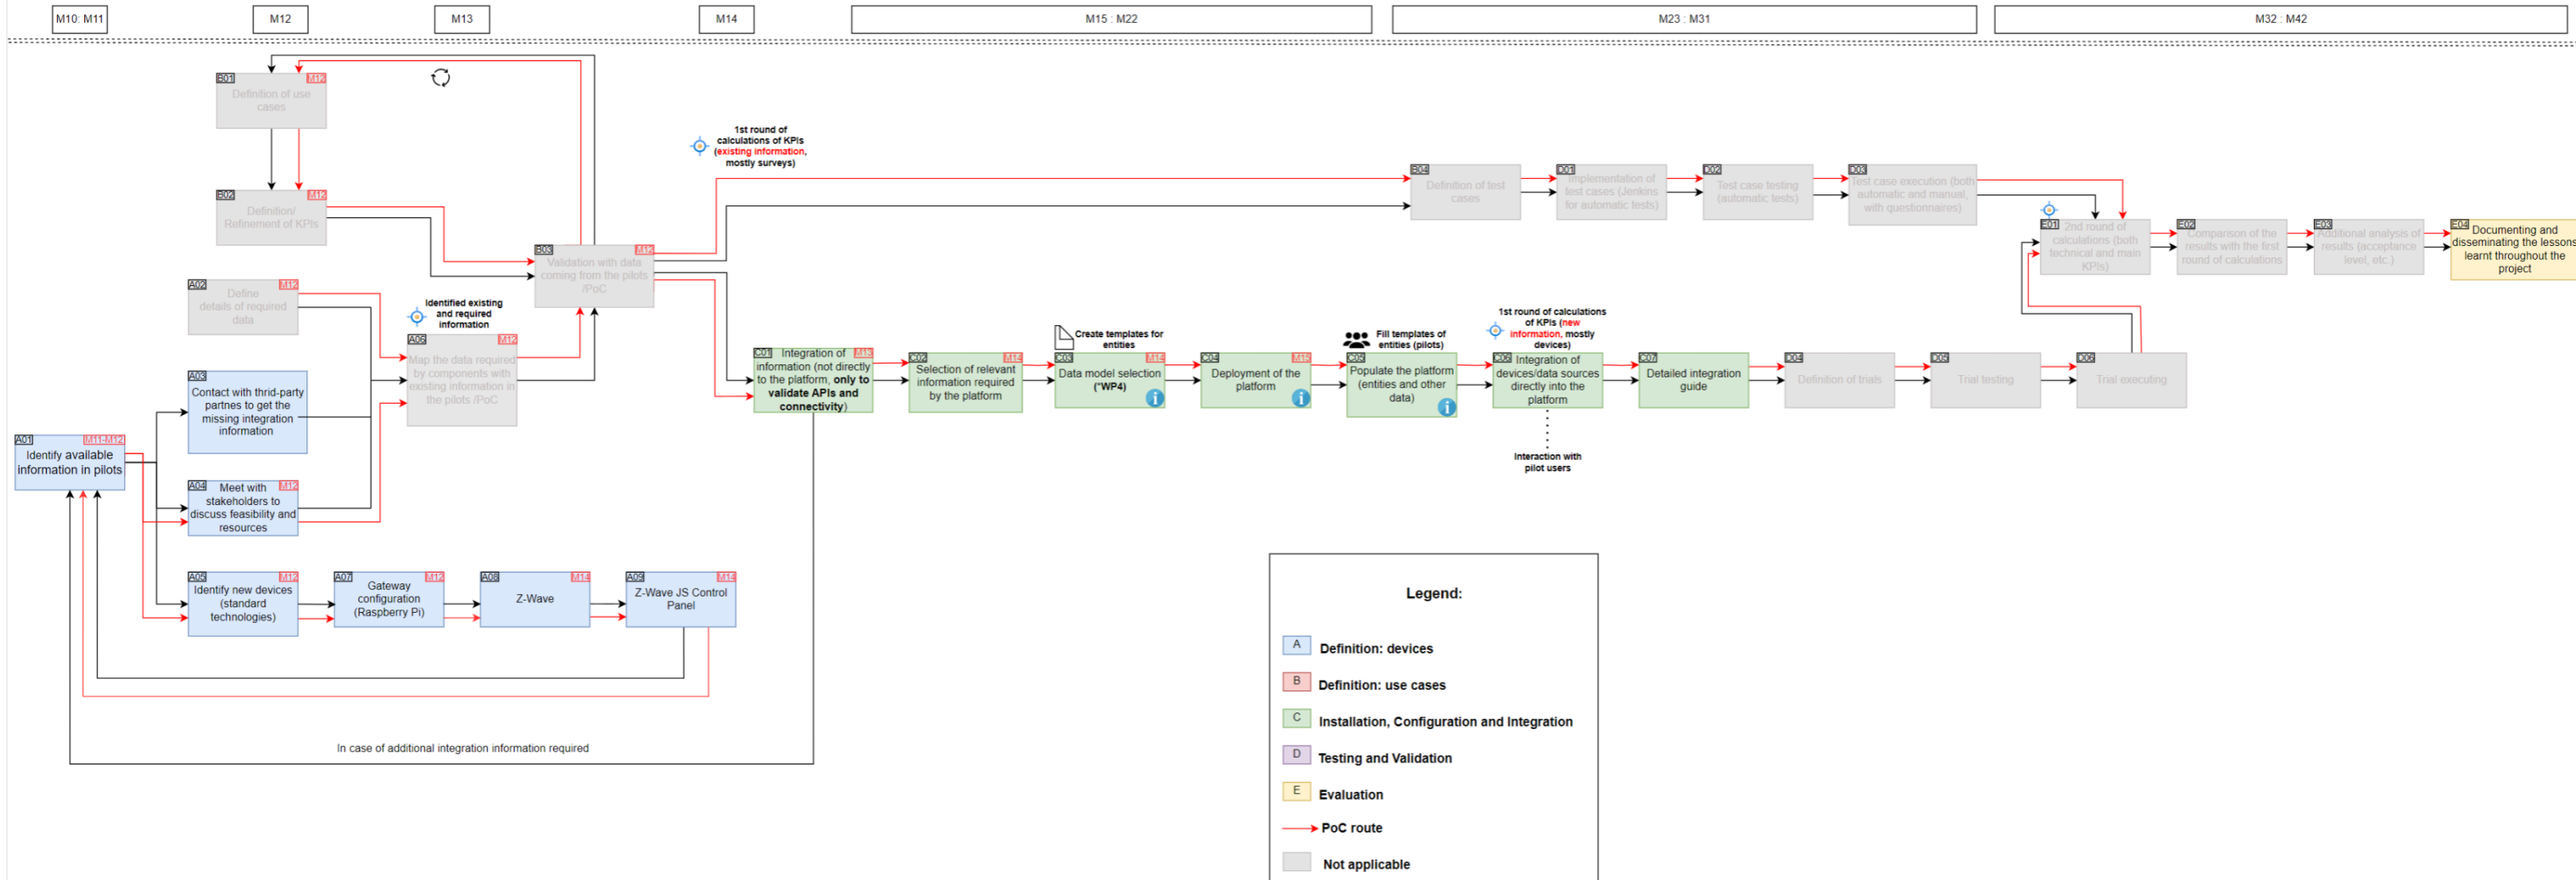 M10: M11
M12
M13
M14
M15 : M22
M23 : M31
M32 : M42
B01
M12
Definition of use
cases
B02
M12
Definition/
Refinement of KPIs
B03
M12
Validation with data
coming from the pilots
/PoC
1st round of
calculations of KPIs
(existing information,
mostly surveys)
B04
Definition of test
cases
D01
Implementation of
test cases (Jenkins
for automatic tests)
D02
Test case testing
(automatic tests)
D03
Test case execution (both
automatic and manual,
with questionnaires)
E01
2nd round of
calculations (both
technical and main
KPIs)
E02
Comparison of the
results with the first
round of calculations
E03
Additional analysis of
results (acceptance
level, etc.)
E04
Documenting and
disseminating the lessons
learnt throughout the
project
A02
M12
Define
details of required
data
Identified existing
and required
information
A06
M12
Map the data required
by components with
existing information in
the pilots /PoC
A03
Contact with thrid-party
partnes to get the
missing integration
information
A01
M11-M12
Identify available
information in pilots
A04
M12
Meet with
stakeholders to
discuss feasibility and
resources
A05
M12
Identify new devices
(standard
technologies)
A07
M12
Gateway
configuration
(Raspberry Pi)
A08
M14
Z-Wave
A09
M14
Z-Wave JS Control
Panel
In case of additional integration information required
C01
M13
Integration of
information (not directly
to the platform, only to
validate APIs and
connectivity)
C02
M14
Selection of relevant
information required
by the platform
Create templates for
entities
C03
M14
Data model selection
(*WP4)
i
C04
M15
Deployment of the
platform
i
Fill templates of
entities (pilots)
C05
Populate the platform
(entities and other
data)
i
1st round of calculations
of KPIs (new
information, mostly
devices)
C06
Integration of
devices/data sources
directly into the
platform
Interaction with
pilot users
C07
Detailed integration
guide
D04
Definition of trials
D05
Trial testing
D06
Trial executing
Legend:
A
Definition: devices
B
Definition: use cases
C
Installation, Configuration and Integration
D
Testing and Validation
E
Evaluation
PoC route
Not applicable